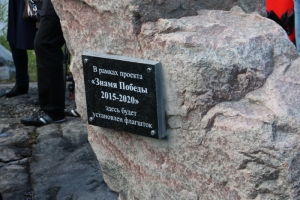 В рамках проекта
«Знамя Победы
2015-2020»
здесь будет
установлен флагшток